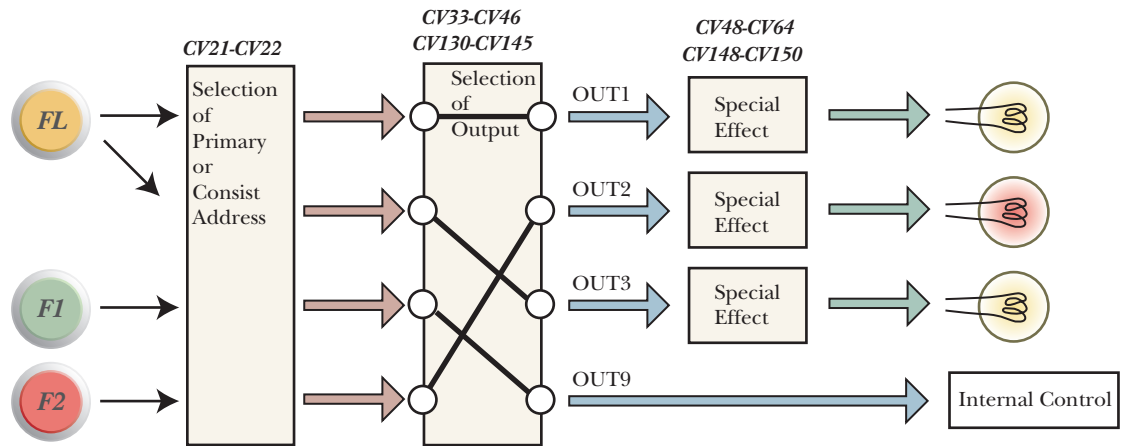 CV21-CV22
CV33-CV46
CV130-CV145
CV48-CV64
CV148-CV150
FL
F1
F2
Selection
of
Primary
or
Consist
Address
Selection
of
Output
OUT1
OUT2
OUT3
OUT9
Special
Effect
Special
Effect
Special
Effect
Internal Control